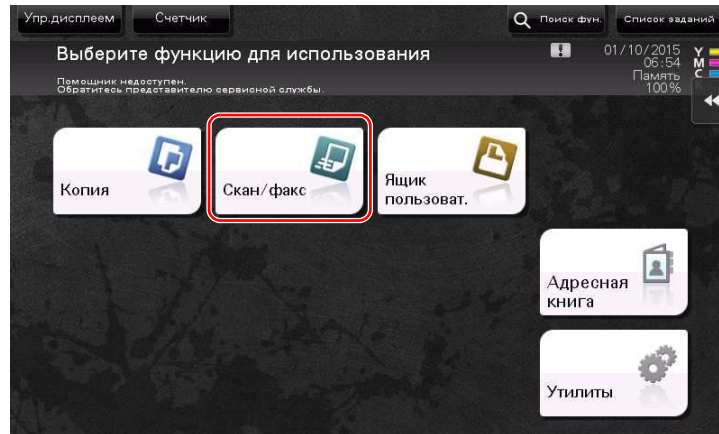 Упр.дисплеем
Счетчик
Поиск фун.
Список заданий
Выберите функцию для использования
Помощник недоступен.
Обратитесь представителю сервисной службы.
01/10/2015
06:54
Память
100%
Y
M
C
Копия
Скан/факс
Ящик
пользоват.
Адресная
книга
Утилиты